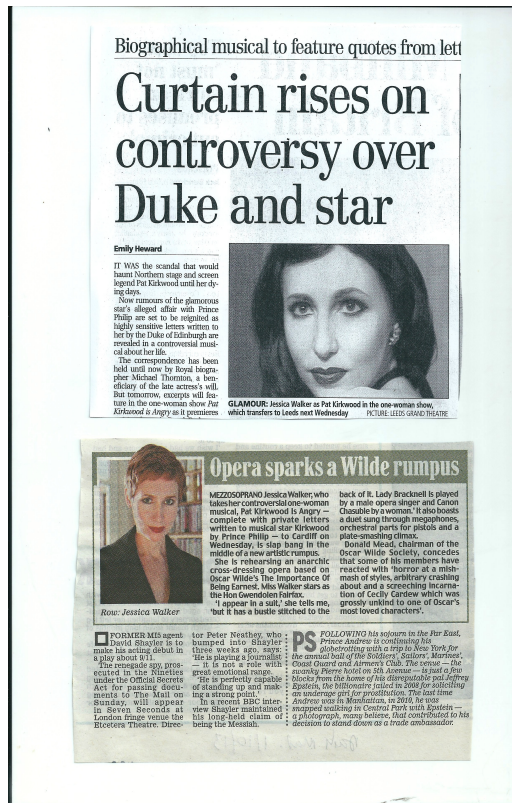 Biographical musical to feature quotes from lett
Curtain rises on
controversy over
Duke and star
Emily Heward
IT WAS the scandal that would
haunt Northern stage and screen
legend Pat Kirkwood until her dy-
ing days.
Now rumours of the glamorous
star's alleged affair with Prince
Philip are set to be reignited as
highly sensitive letters written to
her by the Duke of Edinburgh are
revealed in a controversial musi-
cal about her life.
The correspondence has been
held until now by Royal biogra-
pher Michael Thornton, a ben-
eficiary of the late actress's will.
But tomorrow, excerpts will fea-
ture in the one-woman show Pat
Kirkwood is Angry as it premieres
GLAMOUR: Jessica Walker as Pat Kirkwood in the one-woman show,
which transfers to Leeds next Wednesday PICTURE: LEEDS GRAND THEATRE
Opera sparks a Wilde rumpus
MEZZOSOPRANO Jessica Walker, who
takes her controversial one-woman
musical, Pat Kirkwood Is Angry —
complete with private letters
written to musical star Kirkwood
by Prince Philip — to Cardiff on
Wednesday, is slap bang in the
middle of a new artistic rumpus.
She is rehearsing an anarchic
cross-dressing opera based on
Oscar Wilde's The Importance Of
Being Earnest. Miss Walker stars as
the Hon Gwendolen Fairfax.
'I appear in a suit,' she tells me,
'but it has a bustle stitched to the
back of it. Lady Bracknell is played
by a male opera singer and Canon
Chasuble by a woman.' It also boasts
a duet sung through megaphones,
orchestral parts for pistols and a
plate-smashing climax.
Donald Mead, chairman of the
Oscar Wilde Society, concedes
that some of his members have
reacted with 'horror at a mish-
mash of styles, arbitrary crashing
about and a screeching incarna-
tion of Cecily Cardew which was
grossly unkind to one of Oscar's
most loved characters'.
Row: Jessica Walker
FORMER MI5 agent
David Shayler is to
make his acting debut in
a play about 9/11.
The renegade spy, pros-
ecuted in the Nineties
under the Official Secrets
Act for passing docu-
ments to The Mail on
Sunday, will appear
in Seven Seconds at
London fringe venue the
Etcetera Theatre. Direc-
tor Peter Neathey, who
bumped into Shayler
three weeks ago, says:
'He is playing a journalist
— it is not a role with
great emotional range.
'He is perfectly capable
of standing up and mak-
ing a strong point.'
In a recent BBC inter-
view Shayler maintained
his long-held claim of
being the Messiah.
PS FOLLOWING his sojourn in the Far East,
Prince Andrew is continuing his
globetrotting with a trip to New York for
the annual ball of the Soldiers', Sailors', Marines',
Coast Guard and Airmen's Club. The venue — the
swanky Pierre hotel on 5th Avenue — is just a few
blocks from the home of his disreputable pal Jeffrey
Epstein, the billionaire jailed in 2008 for soliciting
an underage girl for prostitution. The last time
Andrew was in Manhattan, in 2010, he was
snapped walking in Central Park with Epstein —
a photograph, many believe, that contributed to his
decision to stand down as a trade ambassador.